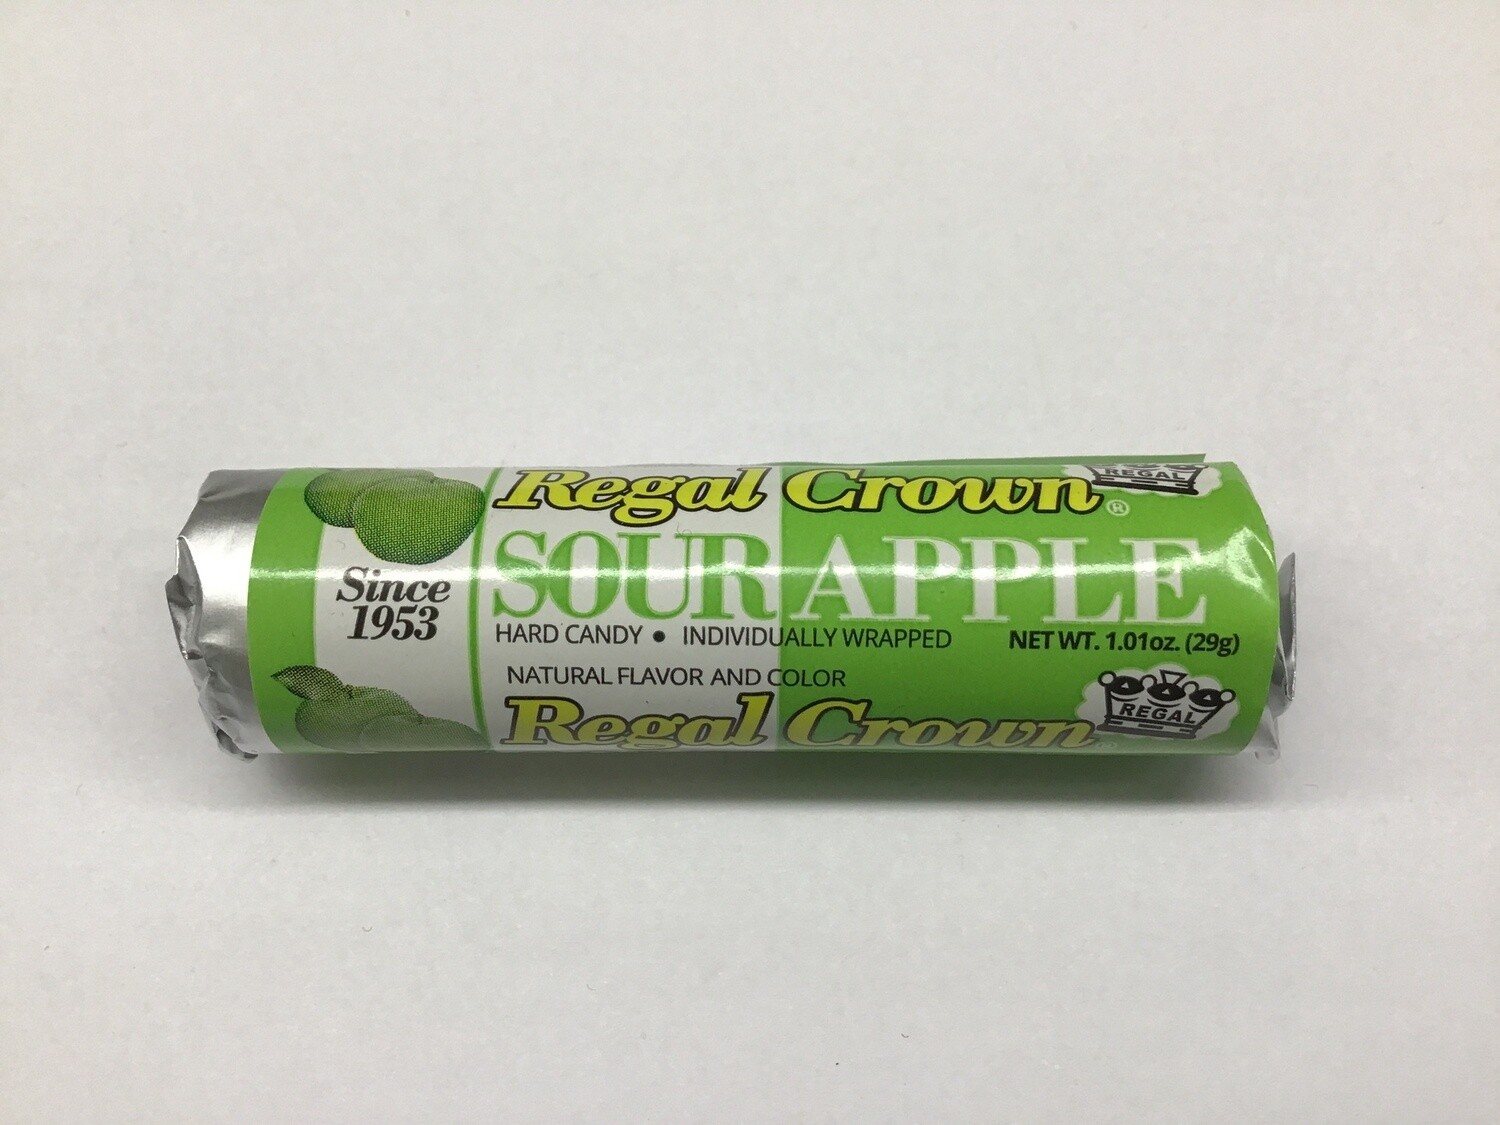 Regal Crown®
REGAL
SOUR APPLE
Since
1953
HARD CANDY • INDIVIDUALLY WRAPPED
NET WT. 1.01oz. (29g)
NATURAL FLAVOR AND COLOR
Regal Crown
REGAL